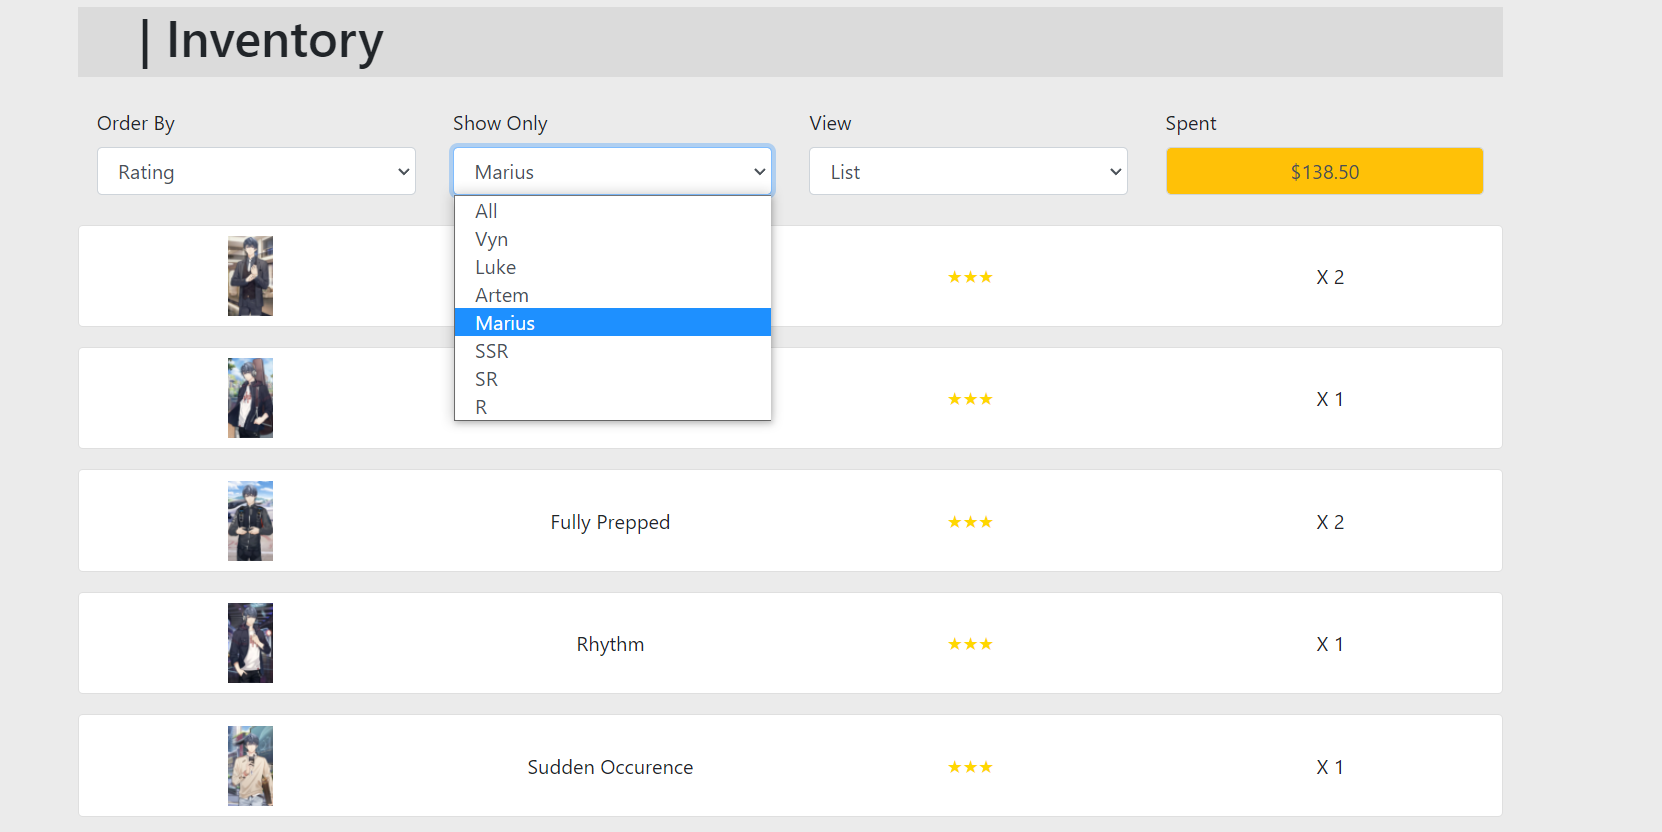 | Inventory
Order By
Show Only
View
Spent
Rating
Marius
List
$138.50
All
Vyn
Luke
Artem
Marius
SSR
SR
R
★★★
X 2
★★★
X 1
Fully Prepped
★★★
X 2
Rhythm
★★★
X 1
Sudden Occurence
★★★
X 1